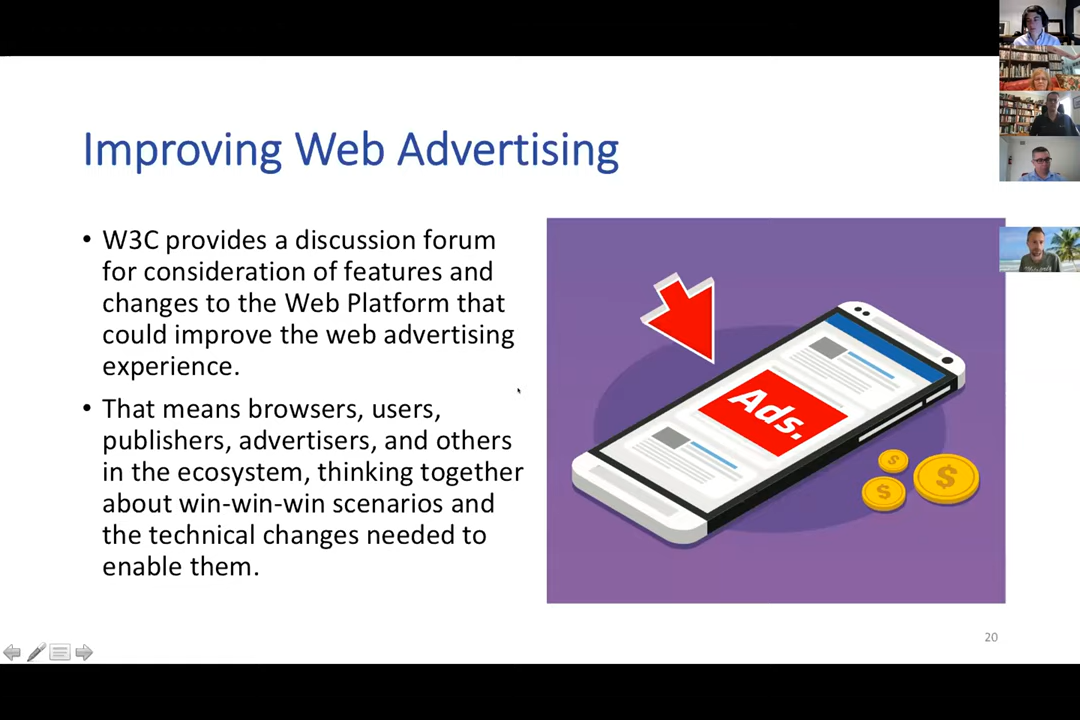 Improving Web Advertising
• W3C provides a discussion forum
for consideration of features and
changes to the Web Platform that
could improve the web advertising
experience.
• That means browsers, users,
publishers, advertisers, and others
in the ecosystem, thinking together
about win-win-win scenarios and
the technical changes needed to
enable them.
Ads.
$
$
$
20